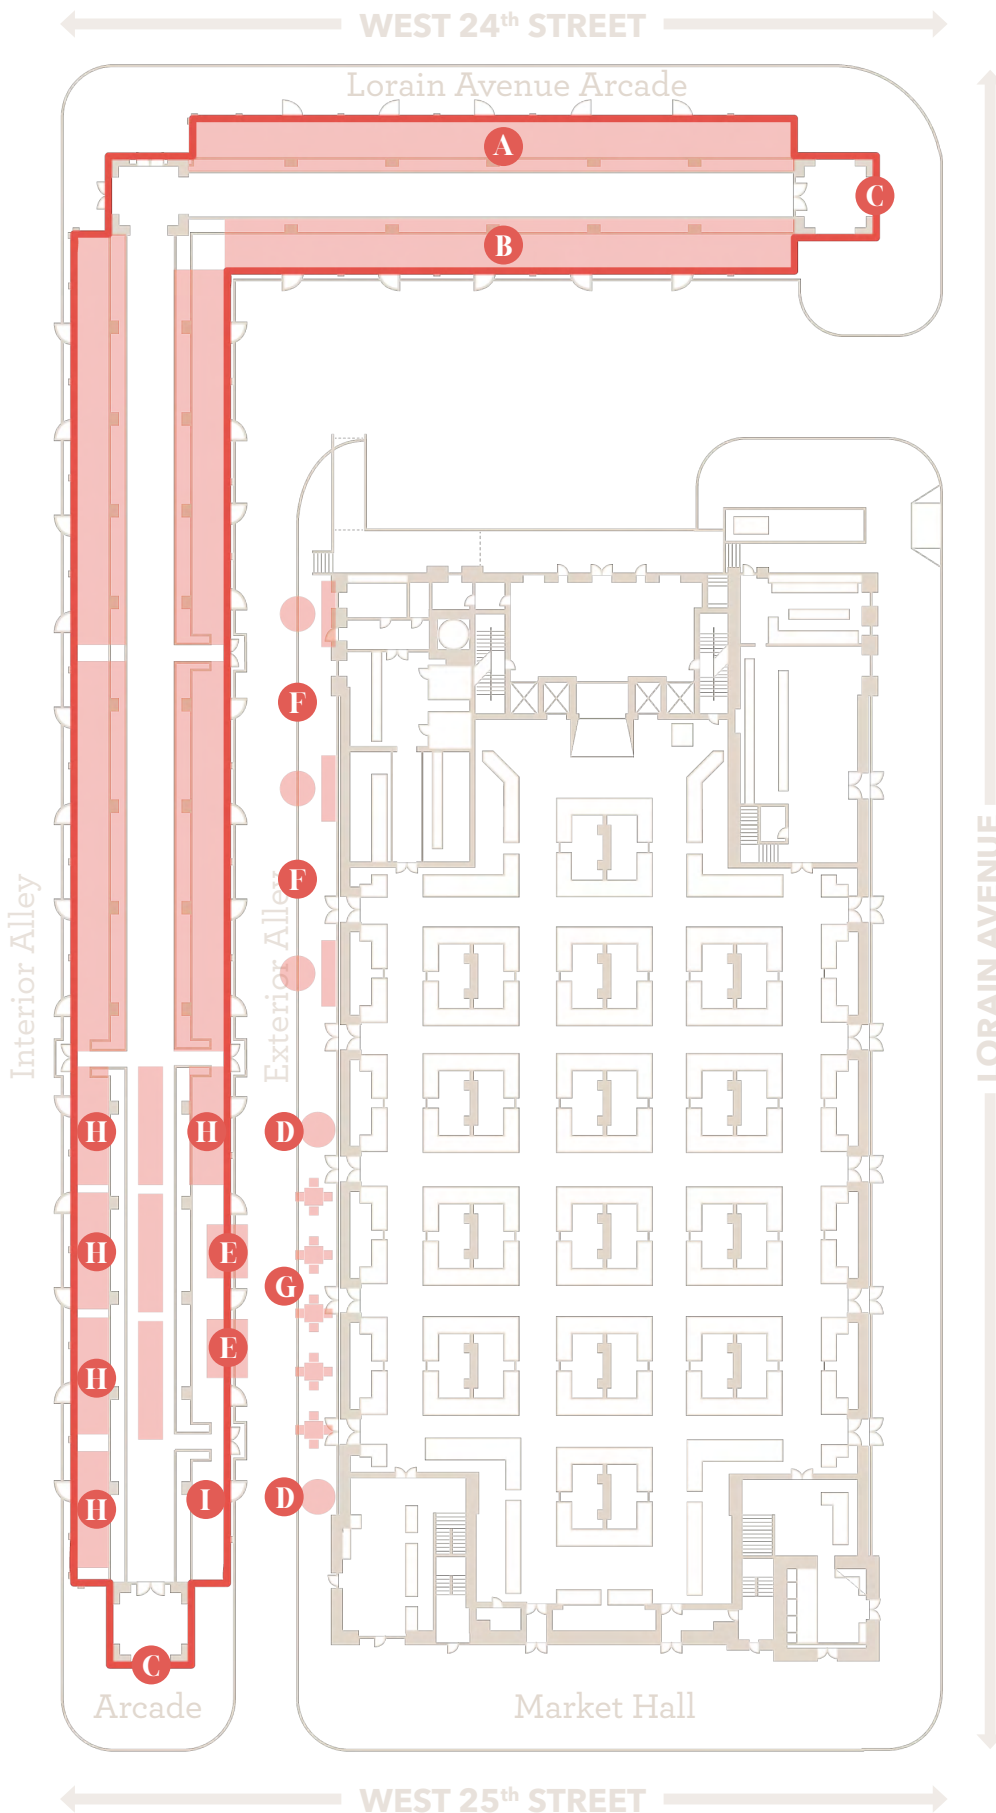 WEST 24th STREET
Lorain Avenue Arcade
A
C
B
F
F
Interior Alley
Exterior Alley
LORAIN AVENUE
H
H
D
H
E
G
E
H
D
I
H
C
Arcade
Market Hall
WEST 25th STREET